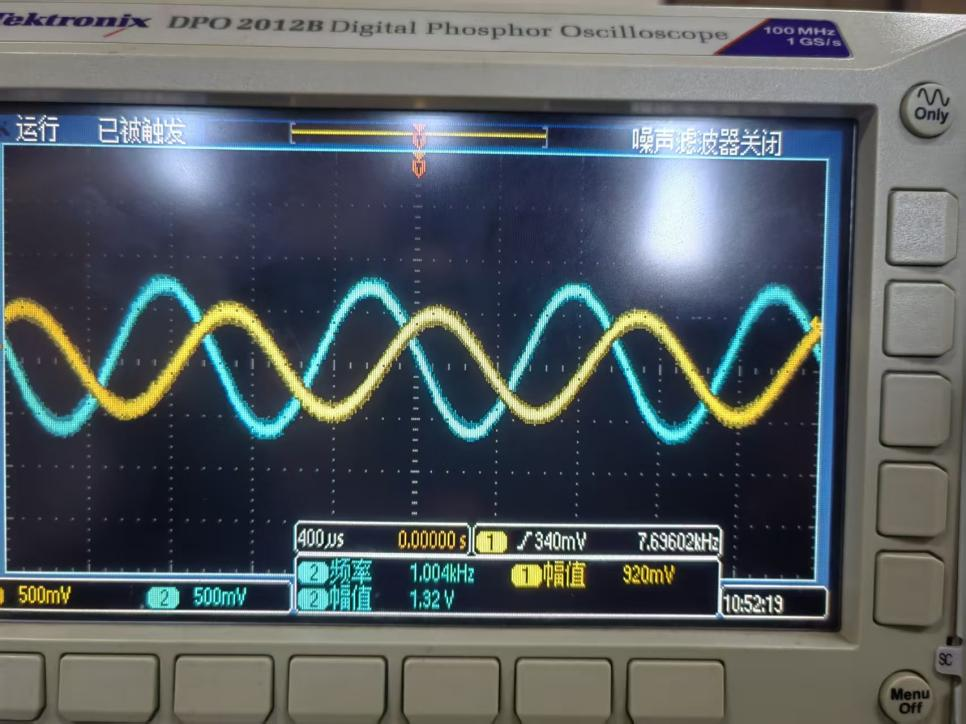 Tektronix DPO 2012B Digital Phosphor Oscilloscope 100 MHz
1 GS/s
Only
运行 已被触发 噪声滤波器关闭
400μs 0.00000 s 1 340mV 7.69602kHz
2 频率 1.004kHz 1 幅值 920mV
2 幅值 1.32 V
500mV 2 500mV
10:52:19
SC
Menu
Off